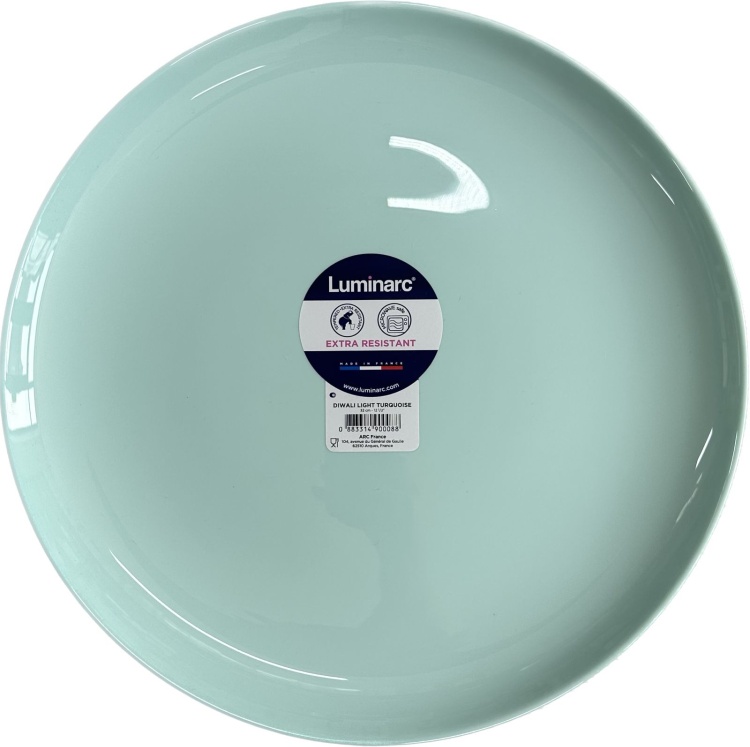 Luminarc®
EXTRA RESISTANT
MADE IN FRANCE
www.luminarc.com
DIWALI LIGHT TURQUOISE
0 883314 900088
ARC France
104, avenue du Général de Gaulle
62510 Arques, France